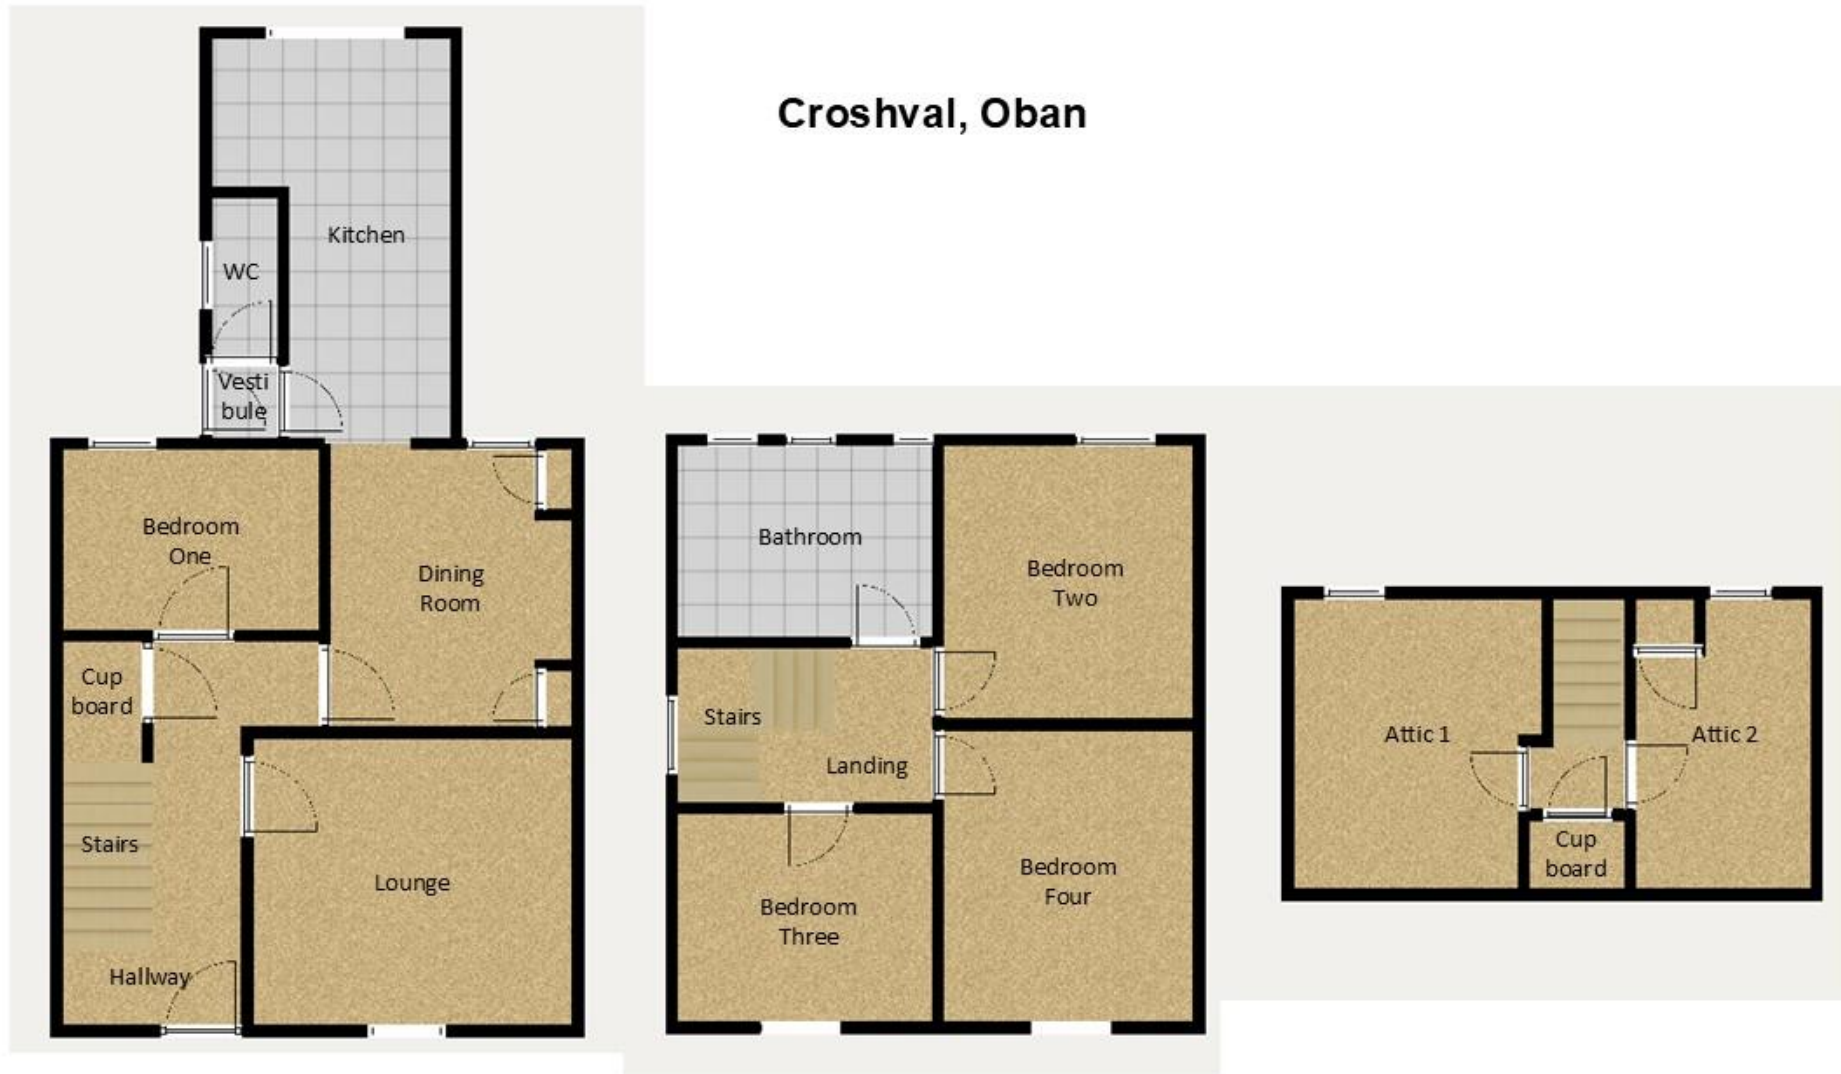 Croshval, Oban
Kitchen
WC
Vesti
bule
Bedroom
One
Dining
Room
Cup
board
Stairs
Lounge
Hallway
Bathroom
Bedroom
Two
Stairs
Landing
Bedroom
Three
Bedroom
Four
Attic 1
Attic 2
Cup
board